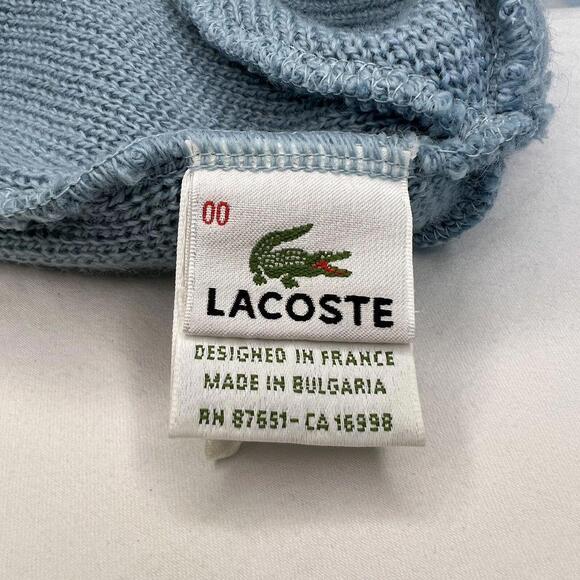 00
LACOSTE
DESIGNED IN FRANCE
MADE IN BULGARIA
RN 87651-CA 16998